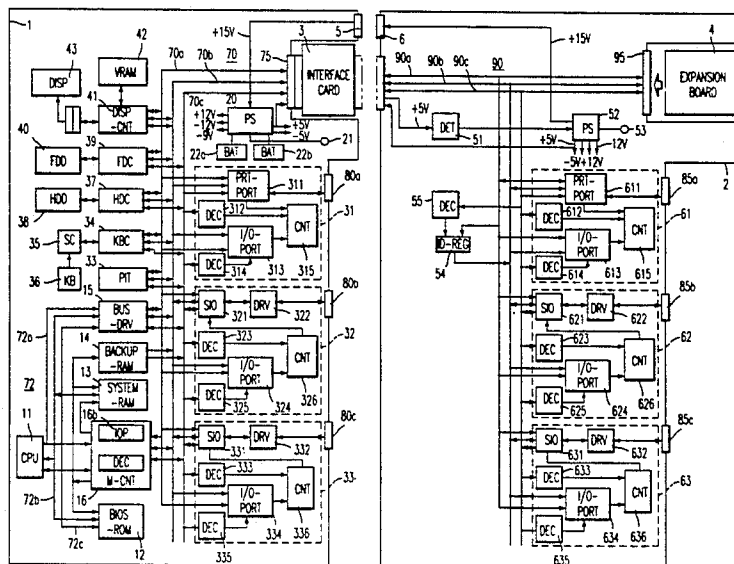 1
43
42
DISP
VRAM
41
DISP
-CNT
40
39
FDD
FDC
37
HDD
HDC
38
34
35
SC
KBC
36
KB
33
PIT
15
BUS
-DRV
72a
14
BACKUP
-RAM
72
13
SYSTEM
-RAM
11
16b
IOP
CPU
DEC
M-CNT
72b
16
BIOS
-ROM
72c
12
70a
70
70b
70c
75
3
INTERFACE
CARD
+15V
5
20
+12V
-12V
-9V
PS
+5V
-5V
21
22a
BAT
BAT
22b
PRT-
PORT
311
80a
DEC
312
31
I/O-
PORT
CNT
DEC
314
313
315
SIO
DRV
80b
321
322
DEC
323
32
I/O-
PORT
CNT
DEC
325
324
326
SIO
DRV
80c
331
332
DEC
333
33
I/O-
PORT
CNT
DEC
334
336
335
6
+15V
90a
90
90b
90c
95
4
EXPANSION
BOARD
90a
+5V
DET
51
52
PS
53
+5V
12V
-5V+12V
2
55
DEC
ID-REG
54
PRT-
PORT
611
85a
DEC
612
61
I/O-
PORT
CNT
DEC
614
613
615
SIO
DRV
85b
621
622
DEC
623
62
I/O-
PORT
CNT
DEC
625
624
626
SIO
DRV
85c
631
632
DEC
633
63
I/O-
PORT
CNT
DEC
634
636
635